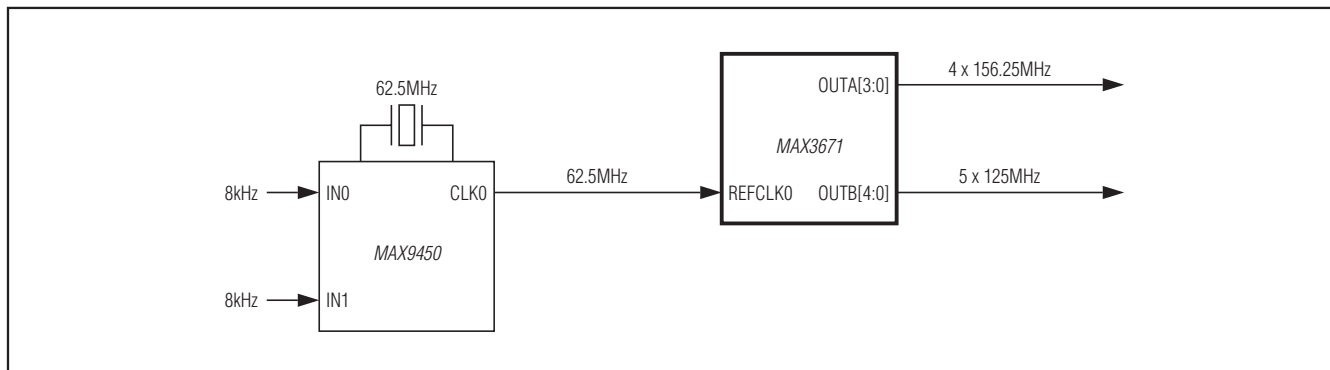 62.5MHz
8kHz
IN0
CLK0
MAX9450
8kHz
IN1
62.5MHz
OUTA[3:0]
4 x 156.25MHz
MAX3671
REFCLK0
OUTB[4:0]
5 x 125MHz